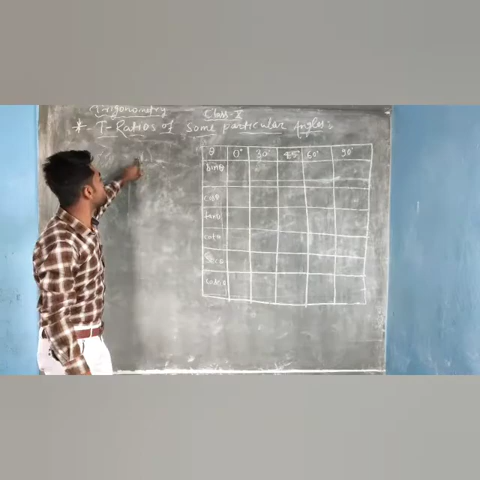 Trigonometry Class-X
* T-Ratios of some particular Angles:
θ 0° 30° 45° 60° 90°
sinθ
cosθ
tanθ
cotθ
secθ
cosecθ